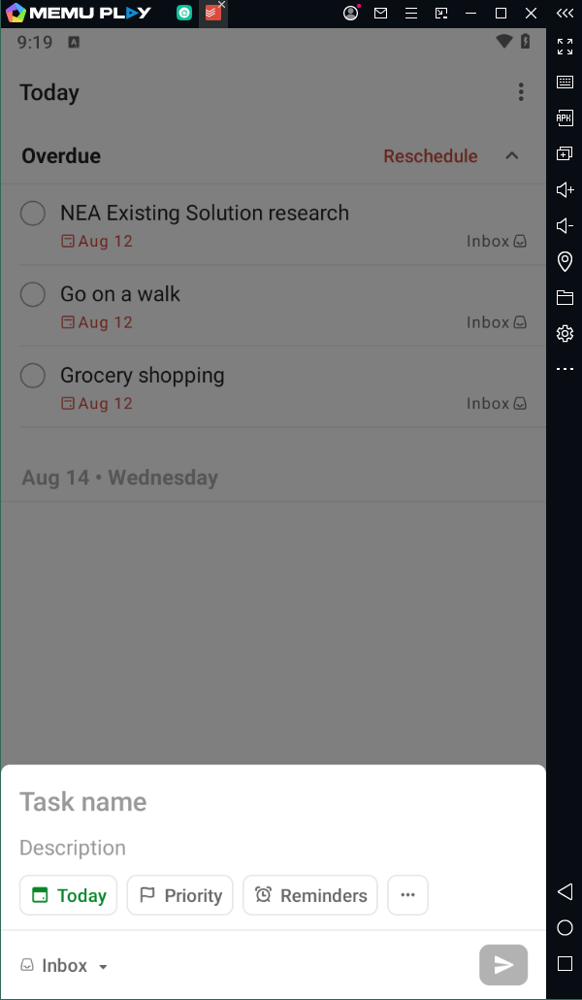 MEMU PLAY
9:19 A
Today
Overdue Reschedule
NEA Existing Solution research
Aug 12 Inbox
Go on a walk
Aug 12 Inbox
Grocery shopping
Aug 12 Inbox
Aug 14 • Wednesday
Task name
Description
Today Priority Reminders
Inbox
APK